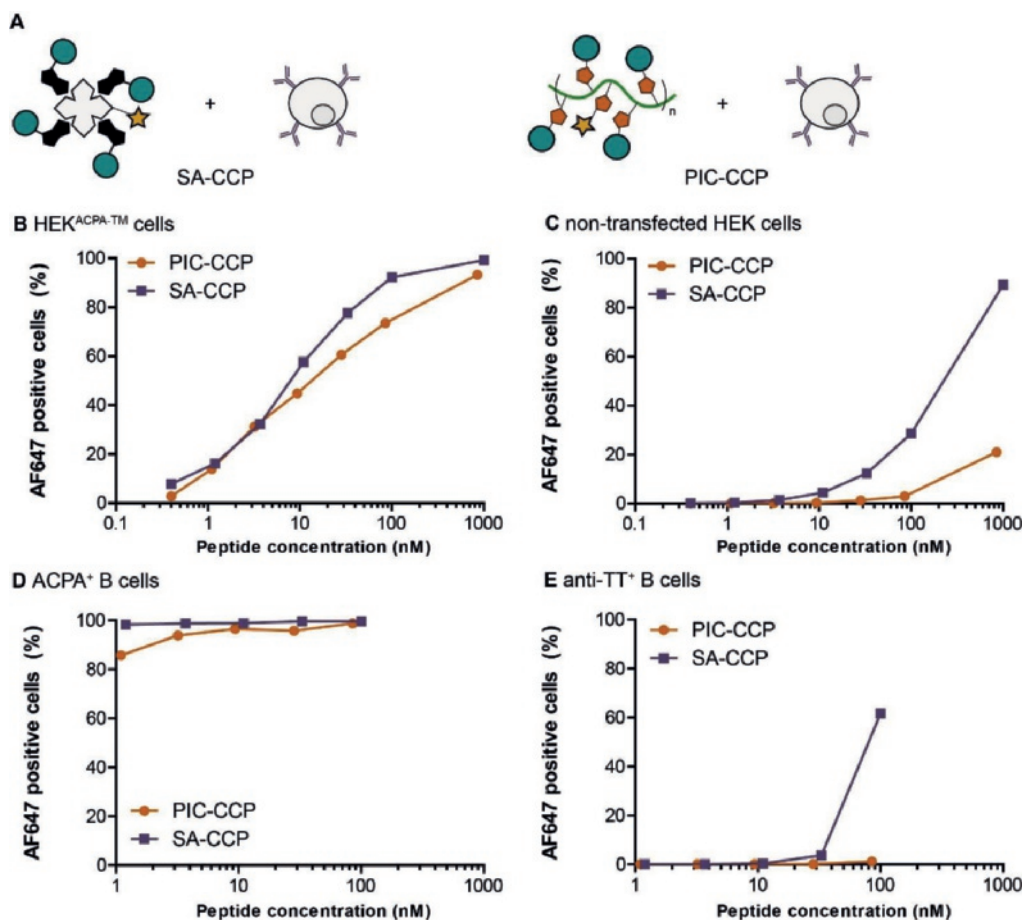 A
+
SA-CCP
n
+
PIC-CCP
B HEKACPA-TM cells
AF647 positive cells (%)
100
80
60
40
20
0
PIC-CCP
SA-CCP
0.1 1 10 100 1000
Peptide concentration (nM)
C non-transfected HEK cells
AF647 positive cells (%)
100
80
60
40
20
0
PIC-CCP
SA-CCP
0.1 1 10 100 1000
Peptide concentration (nM)
D ACPA+ B cells
AF647 positive cells (%)
100
80
60
40
20
0
PIC-CCP
SA-CCP
1 10 100 1000
Peptide concentration (nM)
E anti-TT+ B cells
AF647 positive cells (%)
100
80
60
40
20
0
PIC-CCP
SA-CCP
1 10 100 1000
Peptide concentration (nM)